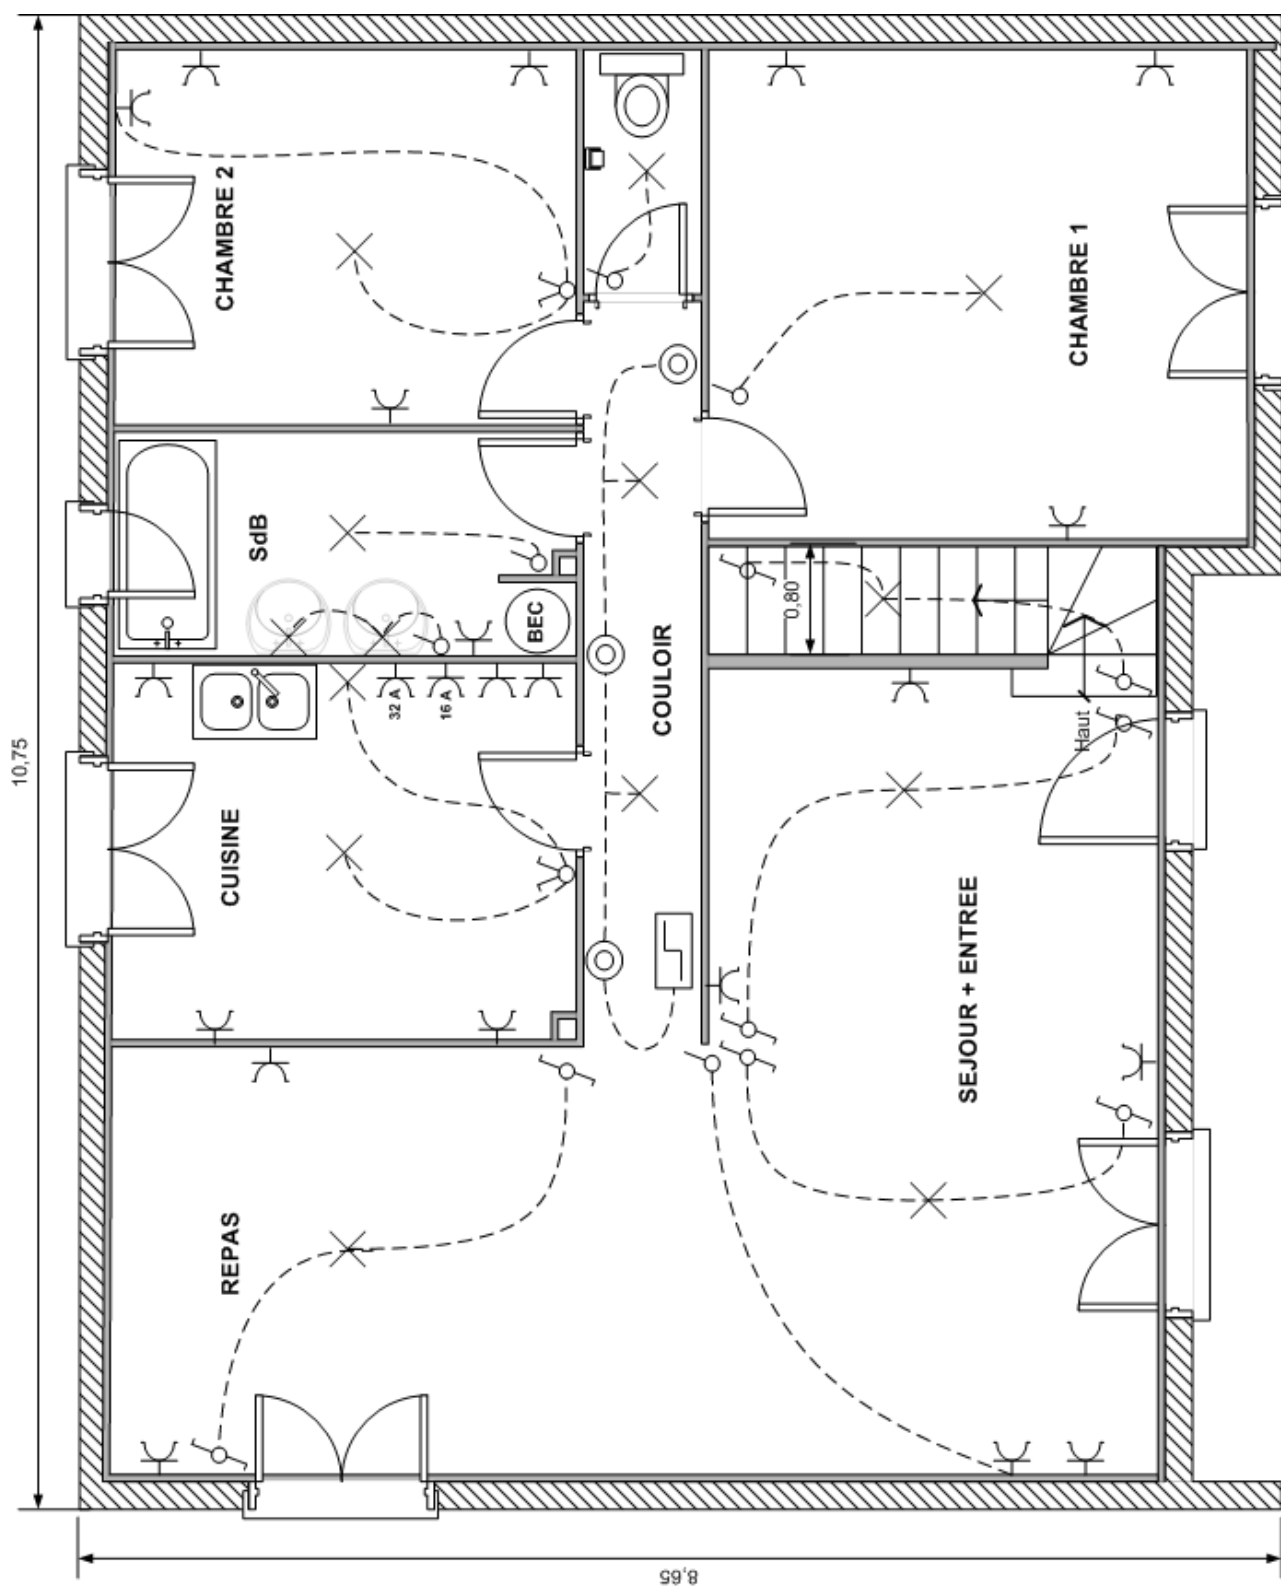 CHAMBRE 2
CHAMBRE 1
SdB
BEC
0,80
COULOIR
32 A
16 A
Haut
10,75
CUISINE
SEJOUR + ENTREE
REPAS
8,65